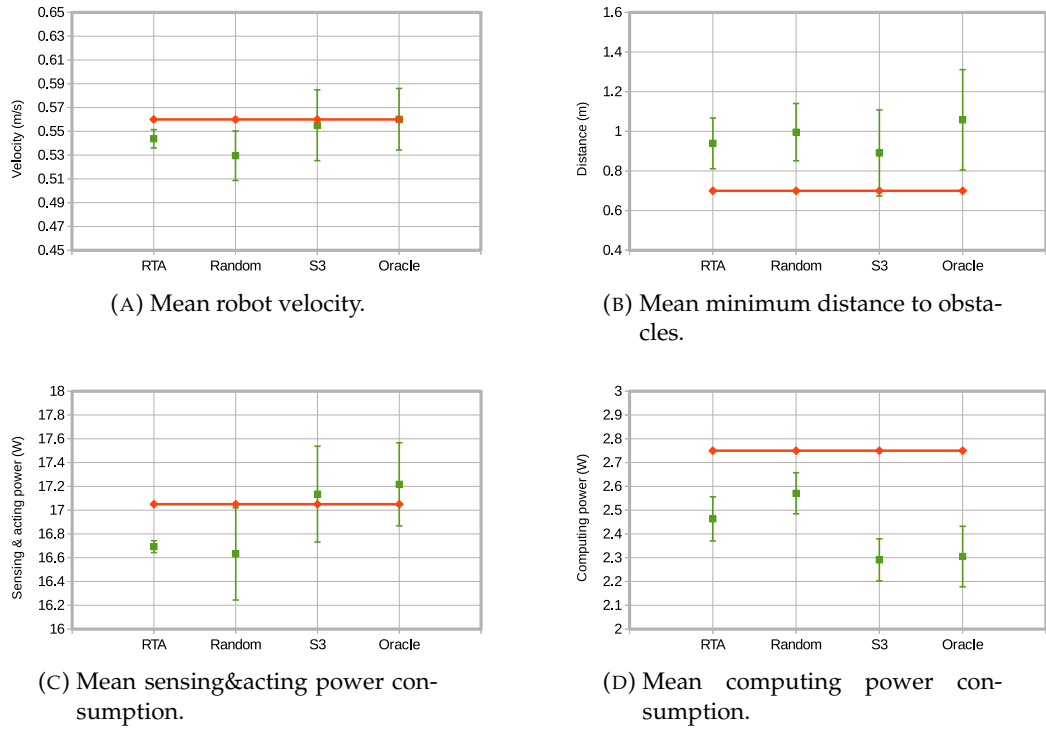 0.65
0.63
0.61
0.59
0.57
0.55
0.53
0.51
0.49
0.47
0.45
Velocity (m/s)
RTA Random S3 Oracle
(A) Mean robot velocity.
1.6
1.4
1.2
1
0.8
0.6
0.4
Distance (m)
RTA Random S3 Oracle
(B) Mean minimum distance to obsta-
cles.
18
17.8
17.6
17.4
17.2
17
16.8
16.6
16.4
16.2
16
Sensing & acting power (W)
RTA Random S3 Oracle
(C) Mean sensing&acting power con-
sumption.
3
2.9
2.8
2.7
2.6
2.5
2.4
2.3
2.2
2.1
2
Computing power (W)
RTA Random S3 Oracle
(D) Mean computing power con-
sumption.